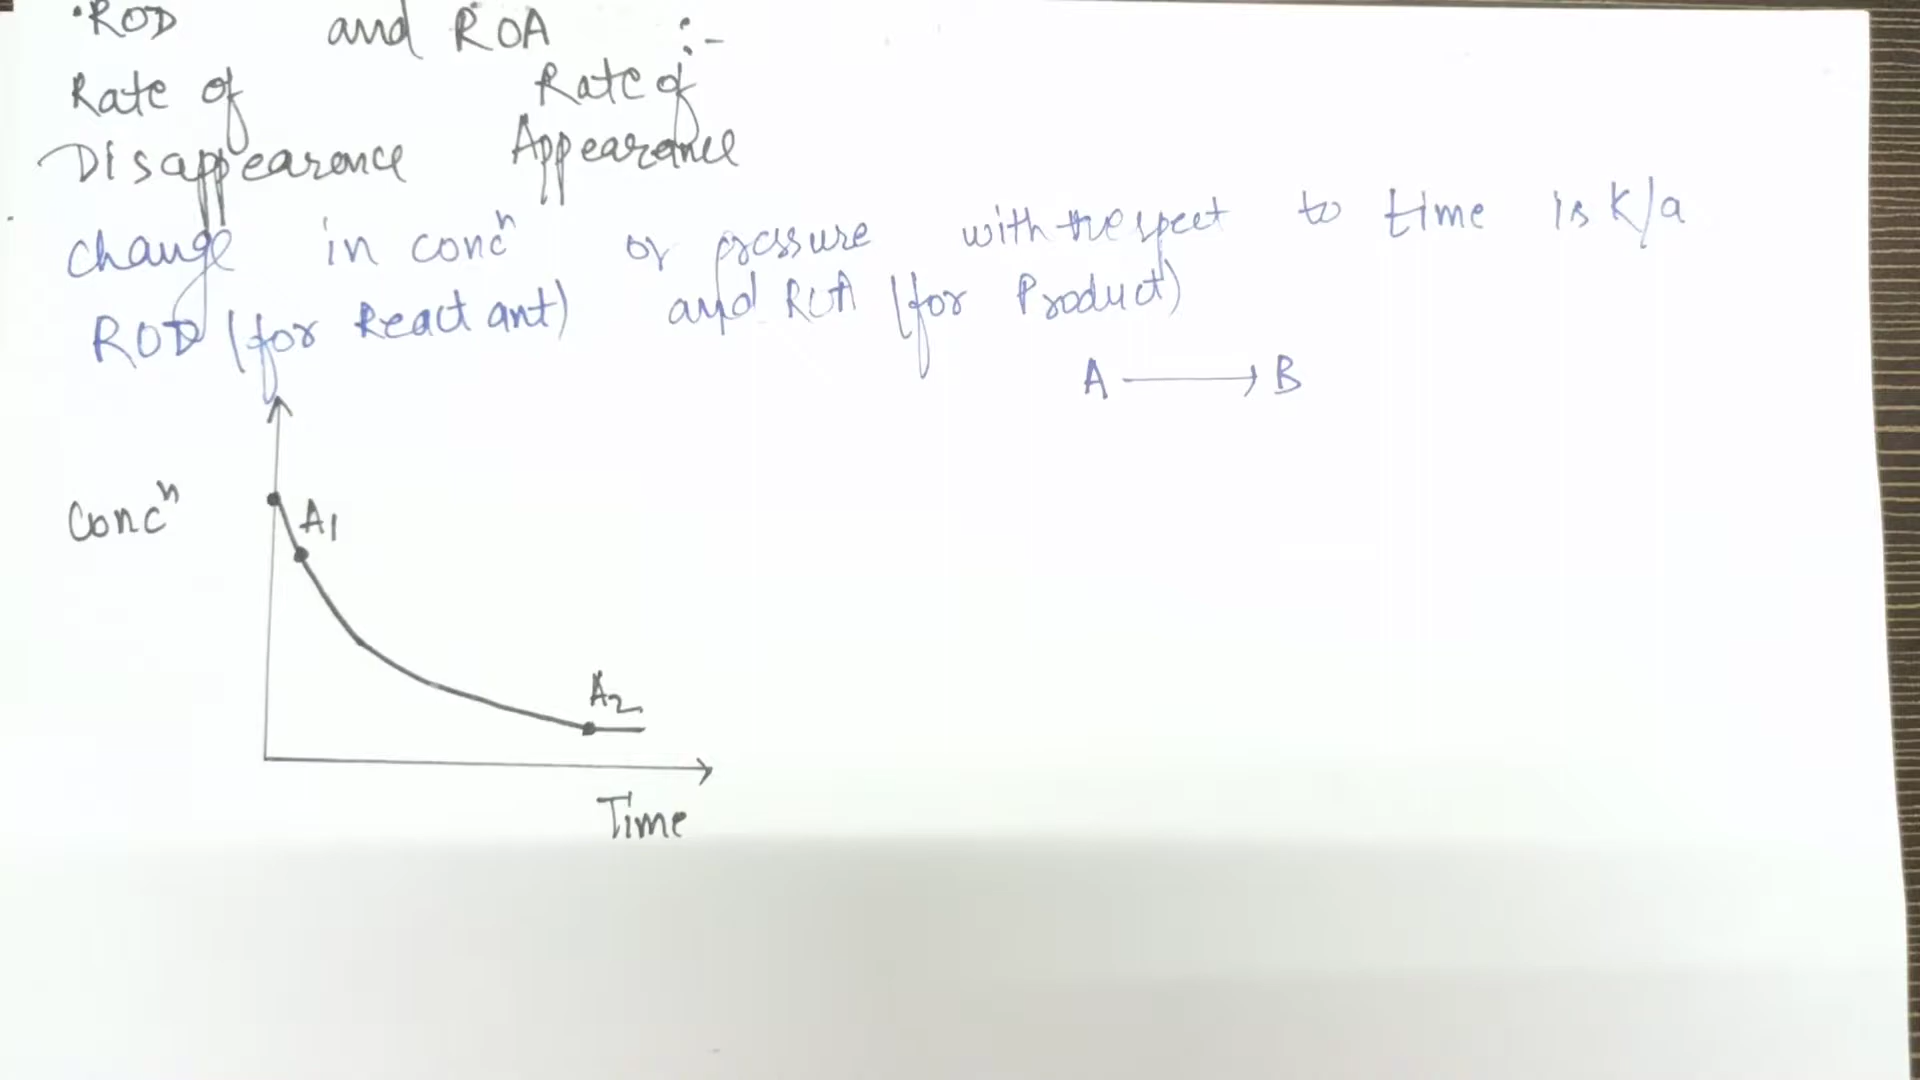 •ROD and ROA :-
Rate of Rate of
Disappearence Appearance
change in concⁿ or pressure with respect to time is k/a
ROD (for Reactant) and ROA (for Product)
A → B
Concⁿ
A1
A2
Time